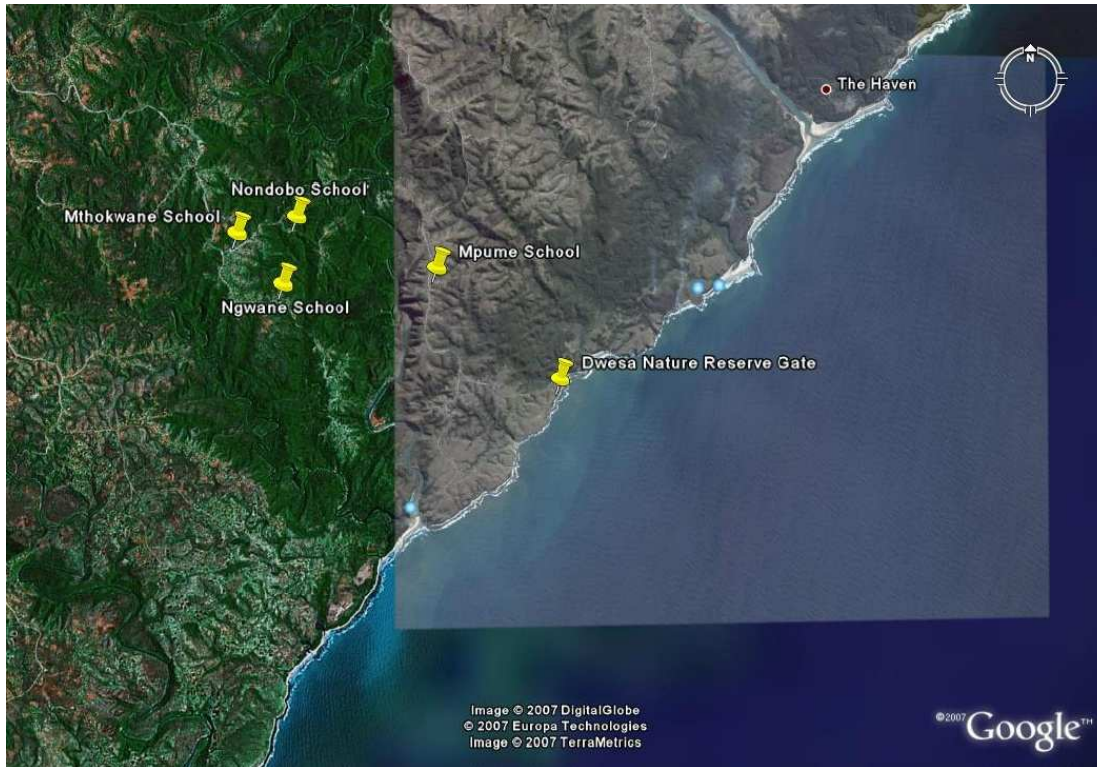 The Haven
N
Nondobo School
Mthokwane School
Mpume School
Ngwane School
Dwesa Nature Reserve Gate
Image © 2007 DigitalGlobe
© 2007 Europa Technologies
Image © 2007 TerraMetrics
©2007 Google™